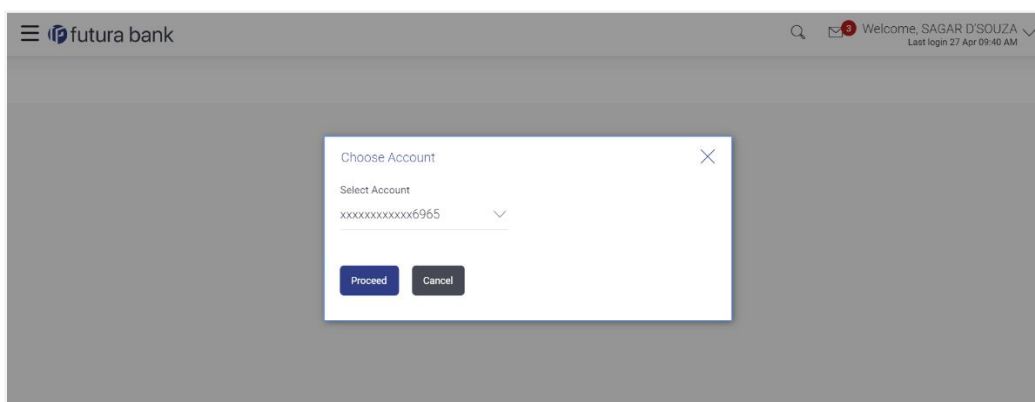 futura bank
3
Welcome, SAGAR D'SOUZA
Last login 27 Apr 09:40 AM
Choose Account
Select Account
xxxxxxxxxxxx6965
Proceed Cancel